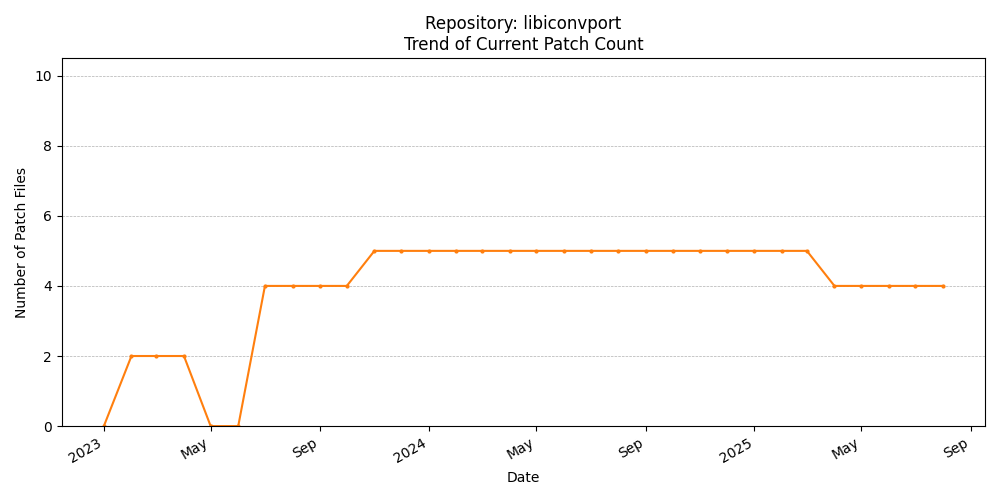 Repository: libiconvport
Trend of Current Patch Count
10
8
6
4
2
0
Number of Patch Files
2023
May
Sep
2024
May
Sep
2025
May
Sep
Date